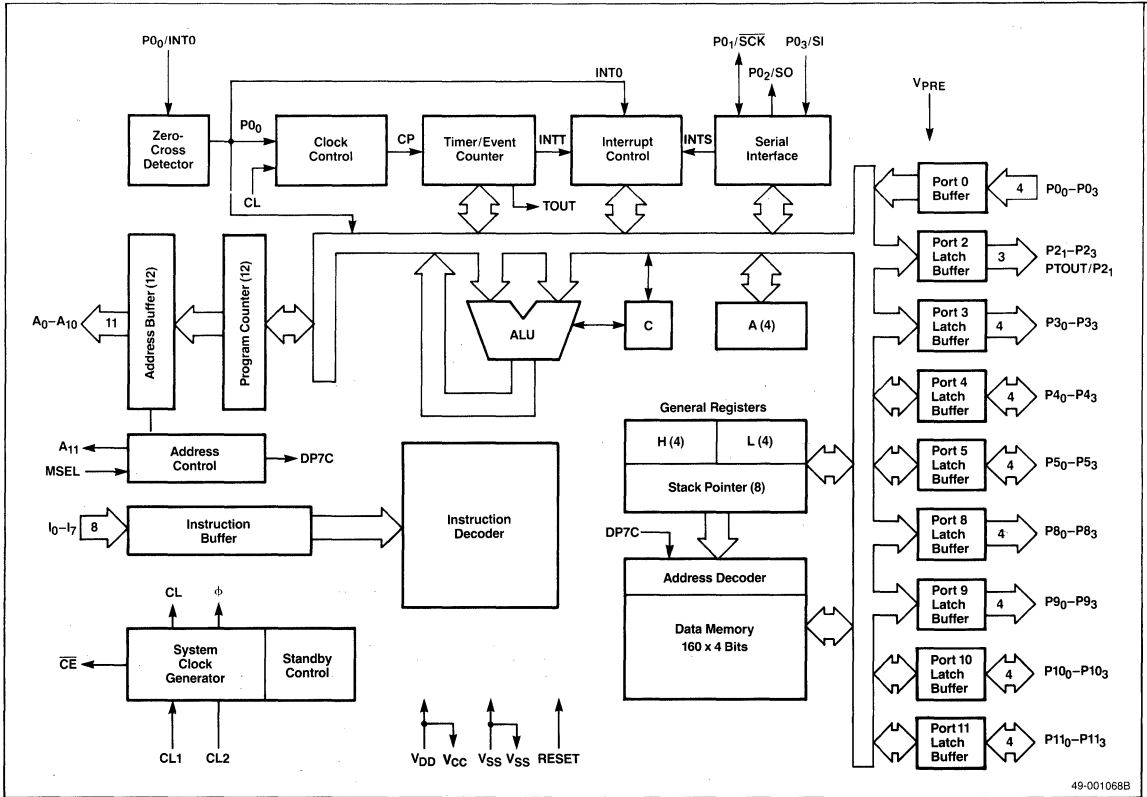 P0₀/INT0
P0₁/S̅C̅K̅
P0₃/SI
P0₂/SO
INT0
VPRE
Zero-
Cross
Detector
P0₀
Clock
Control
CL
CP
Timer/Event
Counter
INTT
TOUT
Interrupt
Control
INTS
Serial
Interface
Port 0
Buffer
4
P0₀–P0₃
Port 2
Latch
Buffer
3
P2₁–P2₃
PTOUT/P2₁
Port 3
Latch
Buffer
4
P3₀–P3₃
Port 4
Latch
Buffer
4
P4₀–P4₃
Port 5
Latch
Buffer
4
P5₀–P5₃
Port 8
Latch
Buffer
4
P8₀–P8₃
Port 9
Latch
Buffer
4
P9₀–P9₃
Port 10
Latch
Buffer
4
P10₀–P10₃
Port 11
Latch
Buffer
4
P11₀–P11₃
A₀–A₁₀
11
Address Buffer (12)
Program Counter (12)
ALU
C
A (4)
A₁₁
MSEL
Address
Control
DP7C
General Registers
H (4)
L (4)
Stack Pointer (8)
I₀–I₇
8
Instruction
Buffer
Instruction
Decoder
DP7C
Address Decoder
Data Memory
160 x 4 Bits
CL
ϕ
C̅E̅
System
Clock
Generator
Standby
Control
CL1
CL2
VDD
VCC
VSS
VSS
RESET
49-001068B